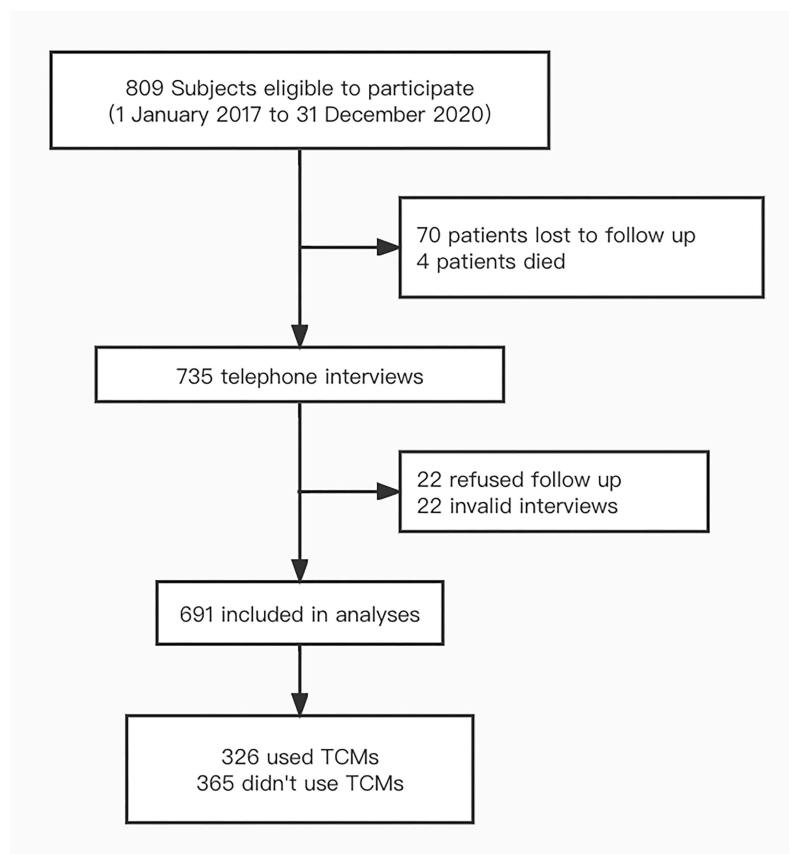 809 Subjects eligible to participate
(1 January 2017 to 31 December 2020)
70 patients lost to follow up
4 patients died
735 telephone interviews
22 refused follow up
22 invalid interviews
691 included in analyses
326 used TCMs
365 didn't use TCMs